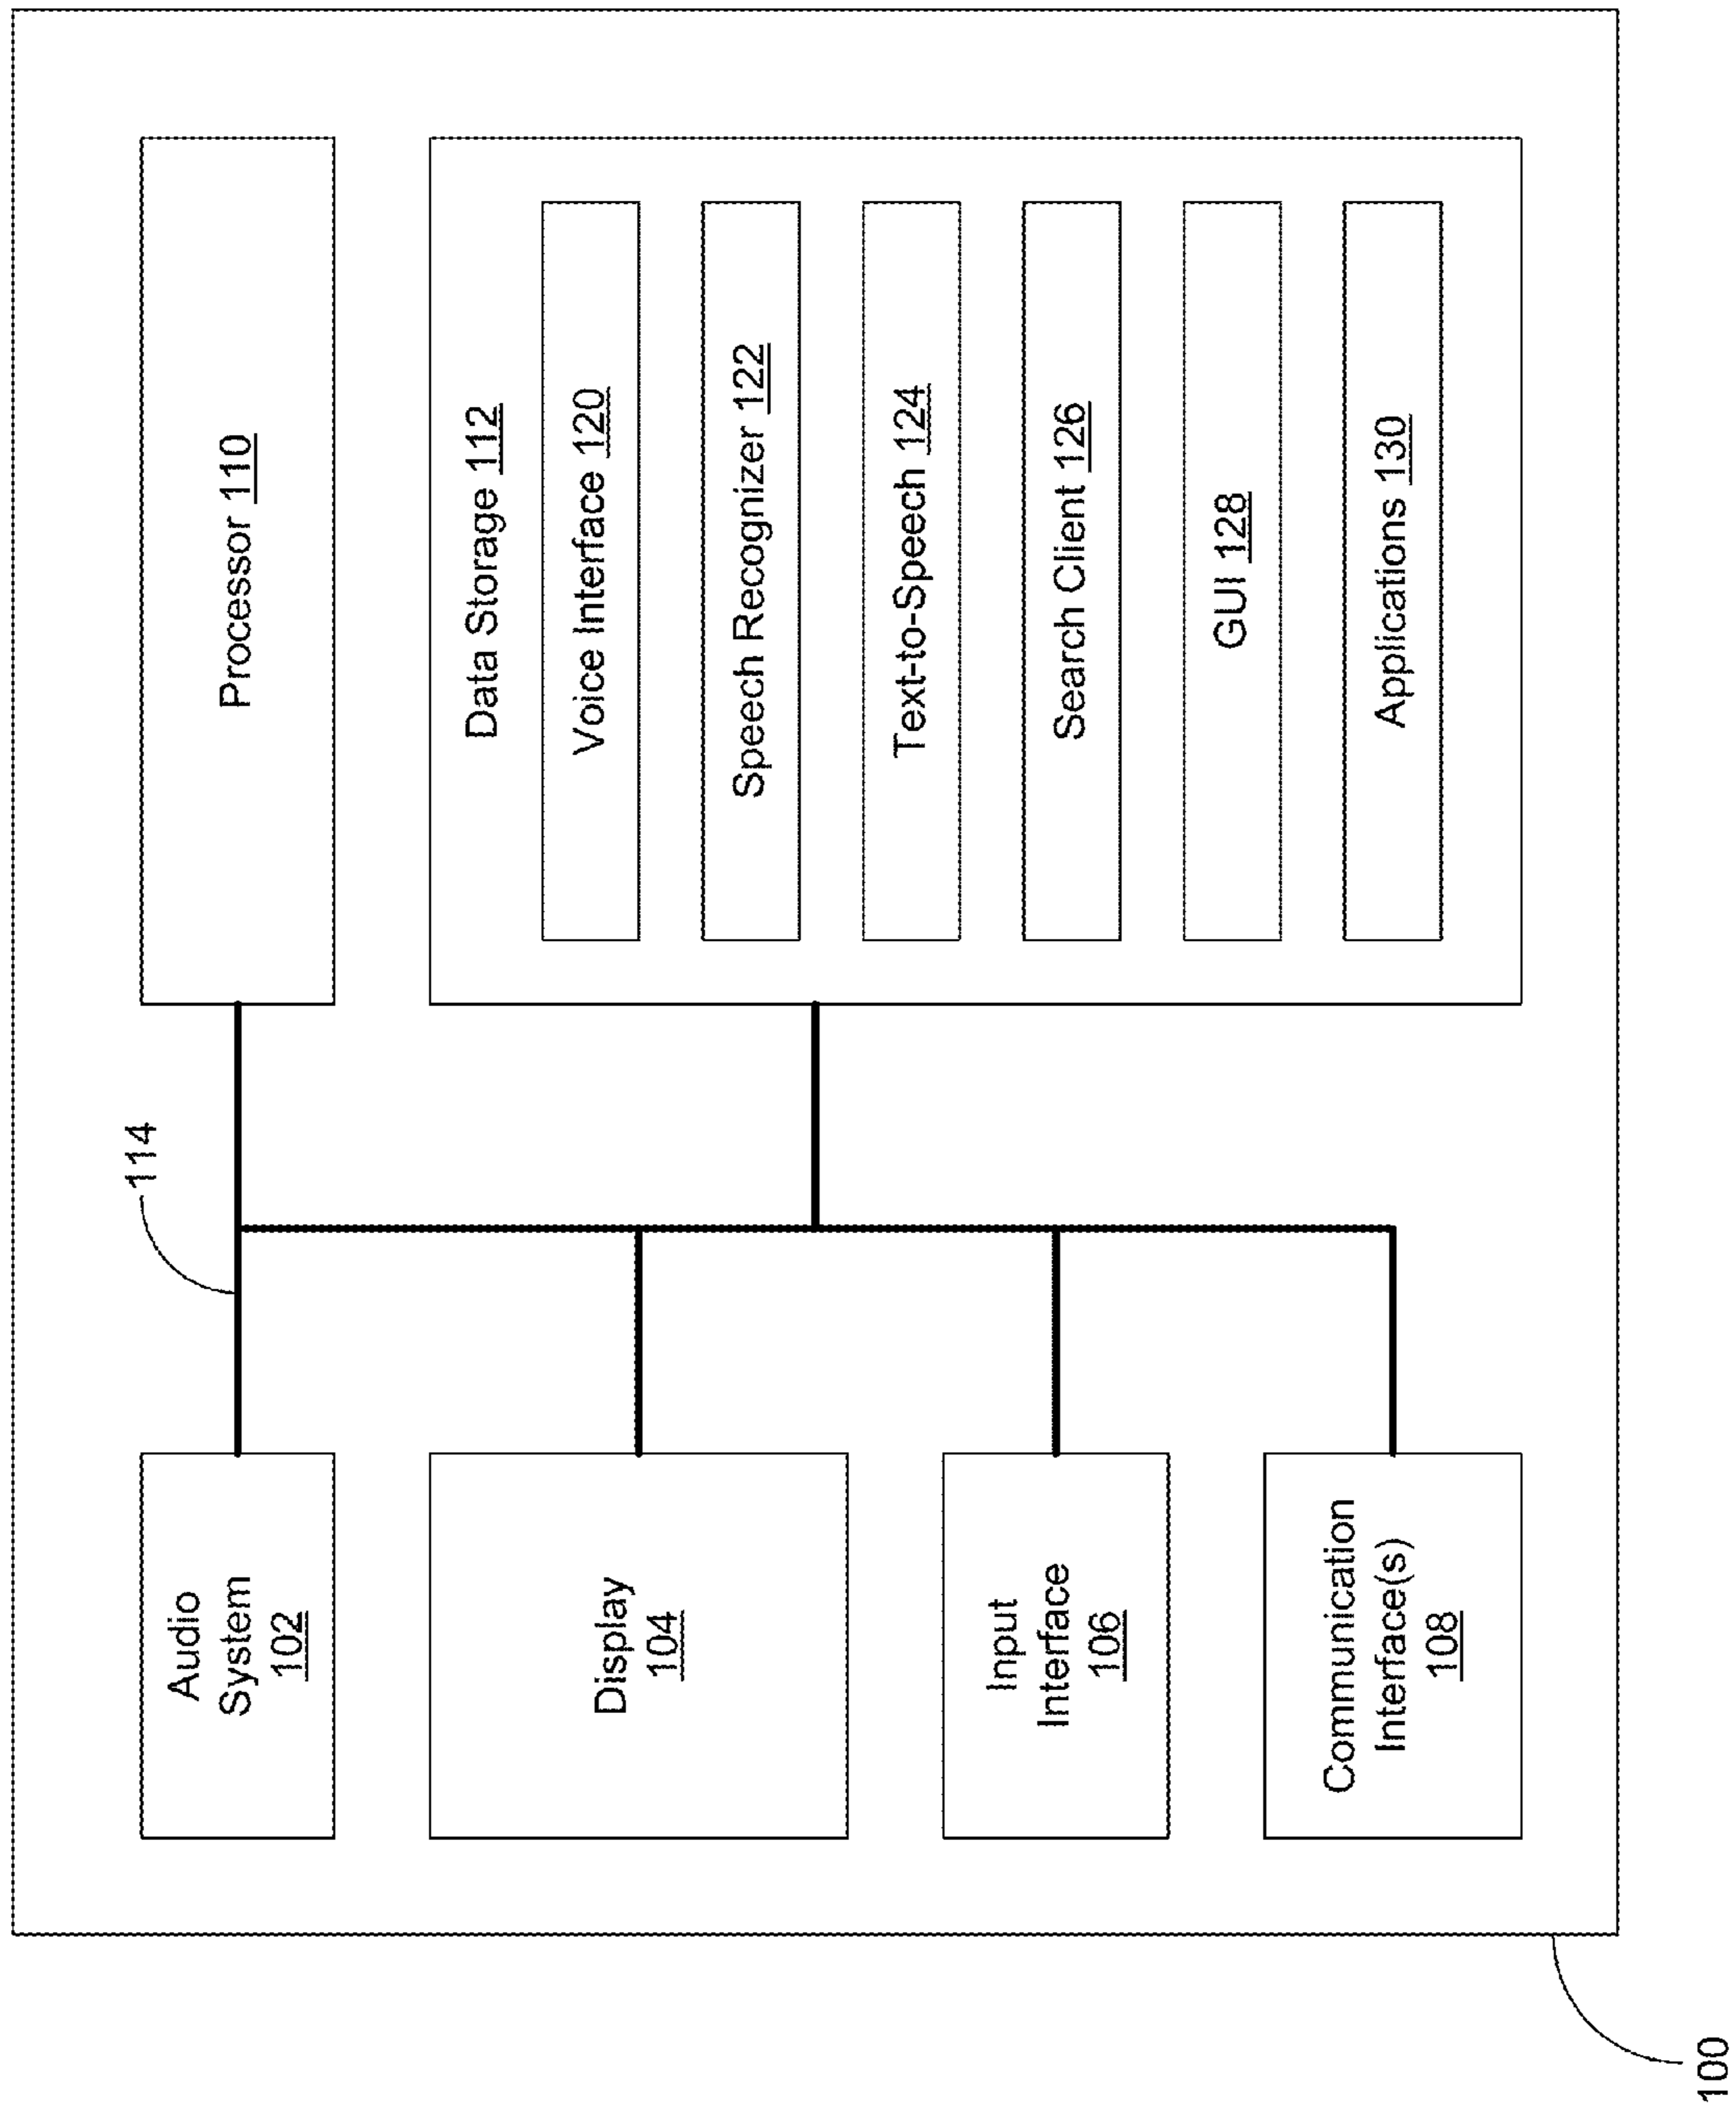 Audio
System
102
Display
104
Input
Interface
106
Communication
Interface(s)
108
114
Processor 110
Data Storage 112
Voice Interface 120
Speech Recognizer 122
Text-to-Speech 124
Search Client 126
GUI 128
Applications 130
100